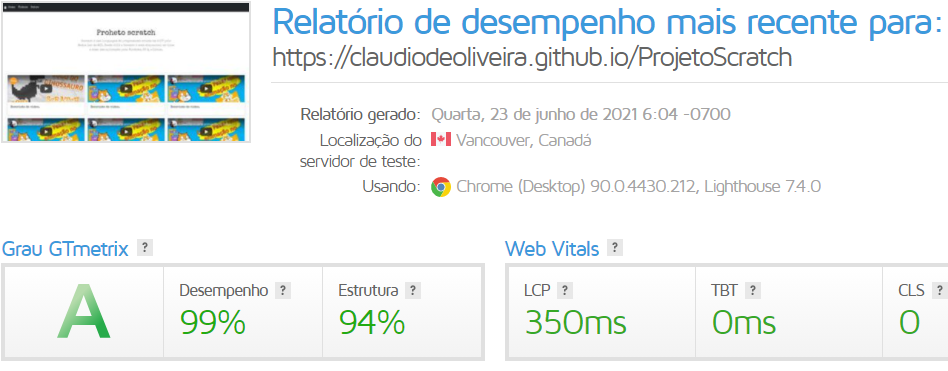 Relatório de desempenho mais recente para:
https://claudiodeoliveira.github.io/ProjetoScratch
Proheto scratch
Relatório gerado: Quarta, 23 de junho de 2021 6:04 -0700
Localização do servidor de teste: Vancouver, Canadá
Usando: Chrome (Desktop) 90.0.4430.212, Lighthouse 7.4.0
Grau GTmetrix ?
A
Desempenho ?
99%
Estrutura ?
94%
Web Vitals ?
LCP ?
350ms
TBT ?
0ms
CLS ?
0